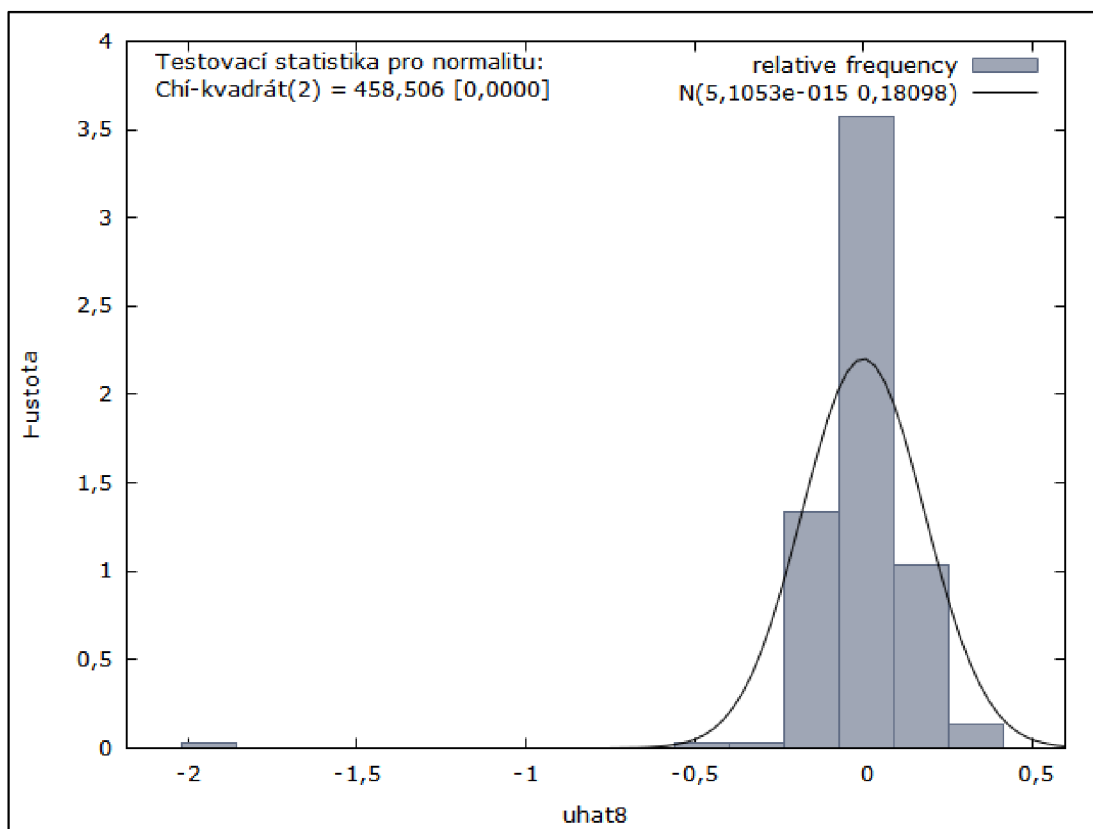 Testovací statistika pro normalitu:
Chí-kvadrát(2) = 458,506 [0,0000]
relative frequency
N(5,1053e-015 0,18098)
4
3,5
3
2,5
2
1,5
1
0,5
0
Hustota
-2
-1,5
-1
-0,5
0
0,5
uhat8